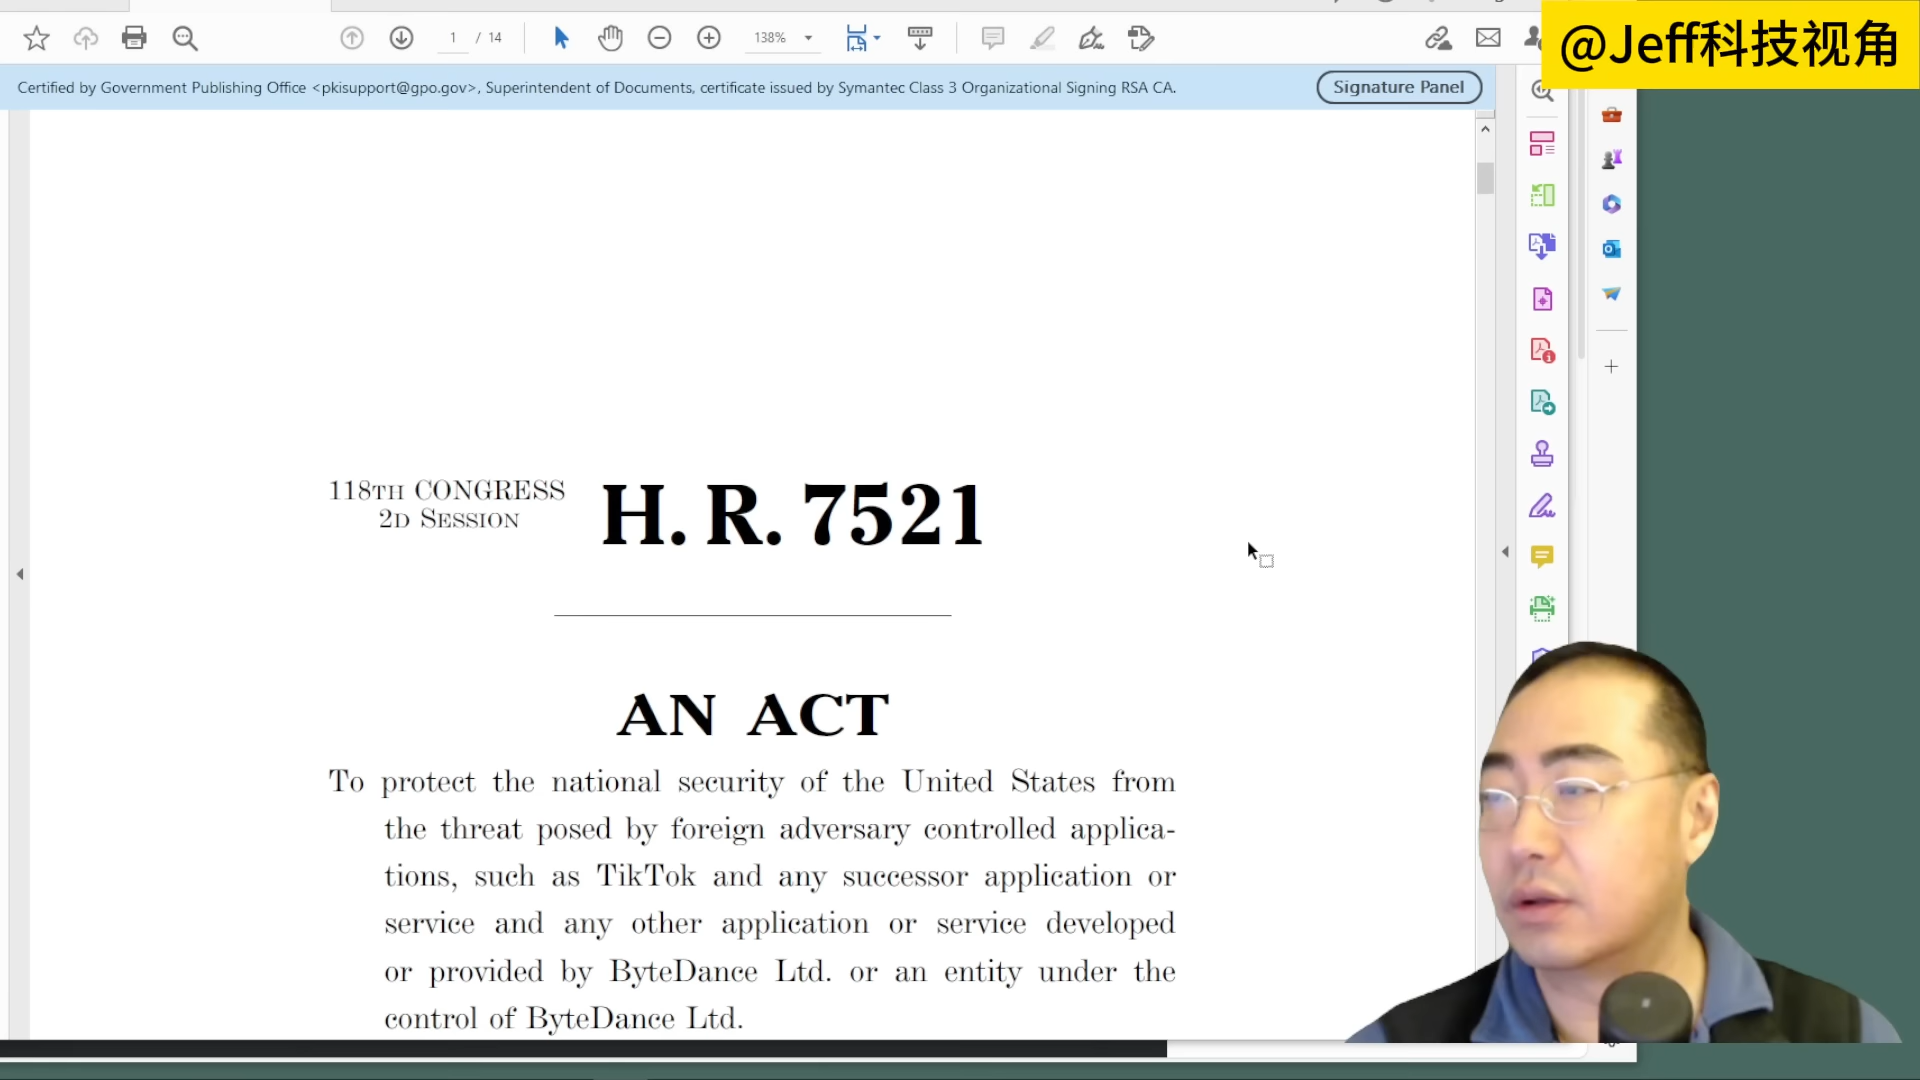 1 / 14
138%
@Jeff科技视角
Certified by Government Publishing Office <pkisupport@gpo.gov>, Superintendent of Documents, certificate issued by Symantec Class 3 Organizational Signing RSA CA.
Signature Panel
118TH CONGRESS
2D SESSION
H. R. 7521
AN ACT
To protect the national security of the United States from
the threat posed by foreign adversary controlled applica-
tions, such as TikTok and any successor application or
service and any other application or service developed
or provided by ByteDance Ltd. or an entity under the
control of ByteDance Ltd.